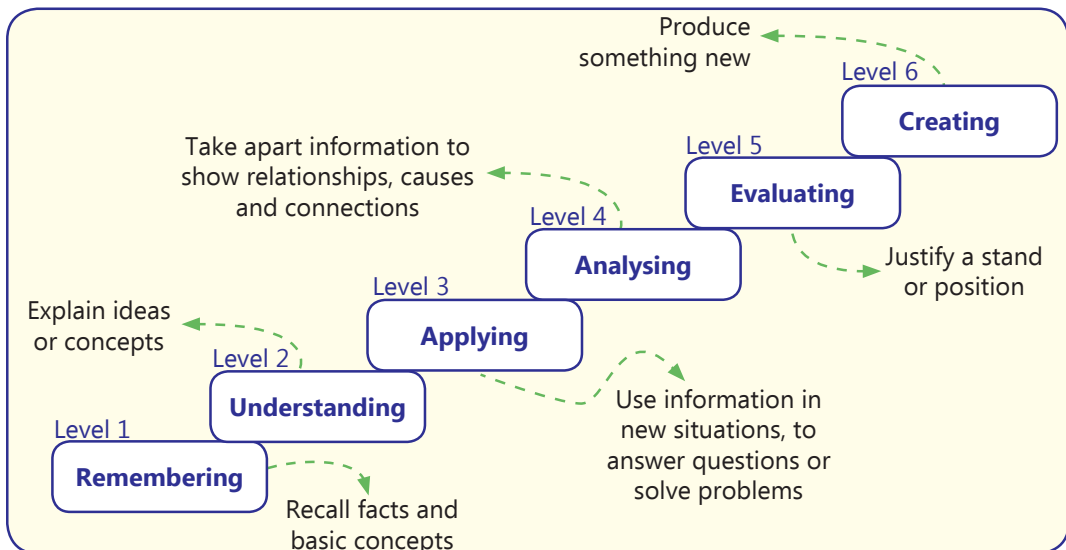 Produce
something new
Level 6
Creating
Level 5
Evaluating
Justify a stand
or position
Take apart information to
show relationships, causes
and connections
Level 4
Analysing
Level 3
Applying
Use information in
new situations, to
answer questions or
solve problems
Explain ideas
or concepts
Level 2
Understanding
Level 1
Remembering
Recall facts and
basic concepts